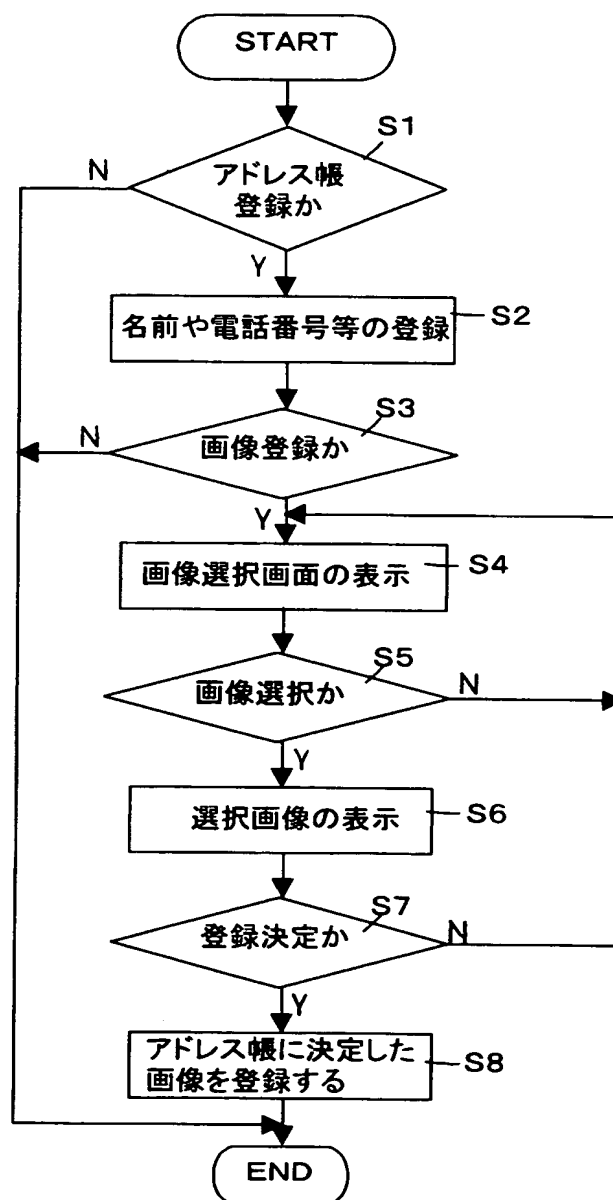 START
S1
N
アドレス帳
登録か
Y
名前や電話番号等の登録
S2
S3
N
画像登録か
Y
画像選択画面の表示
S4
S5
画像選択か
N
Y
選択画像の表示
S6
S7
登録決定か
N
Y
アドレス帳に決定した
画像を登録する
S8
END